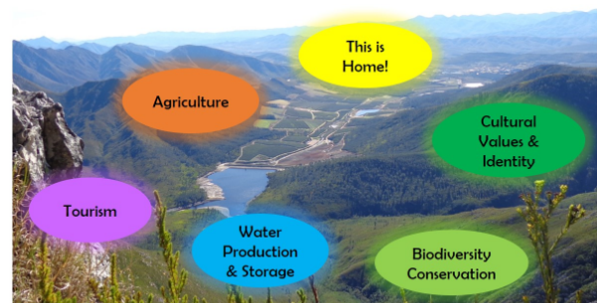 This is
Home!
Agriculture
Cultural
Values &
Identity
Tourism
Water
Production
& Storage
Biodiversity
Conservation